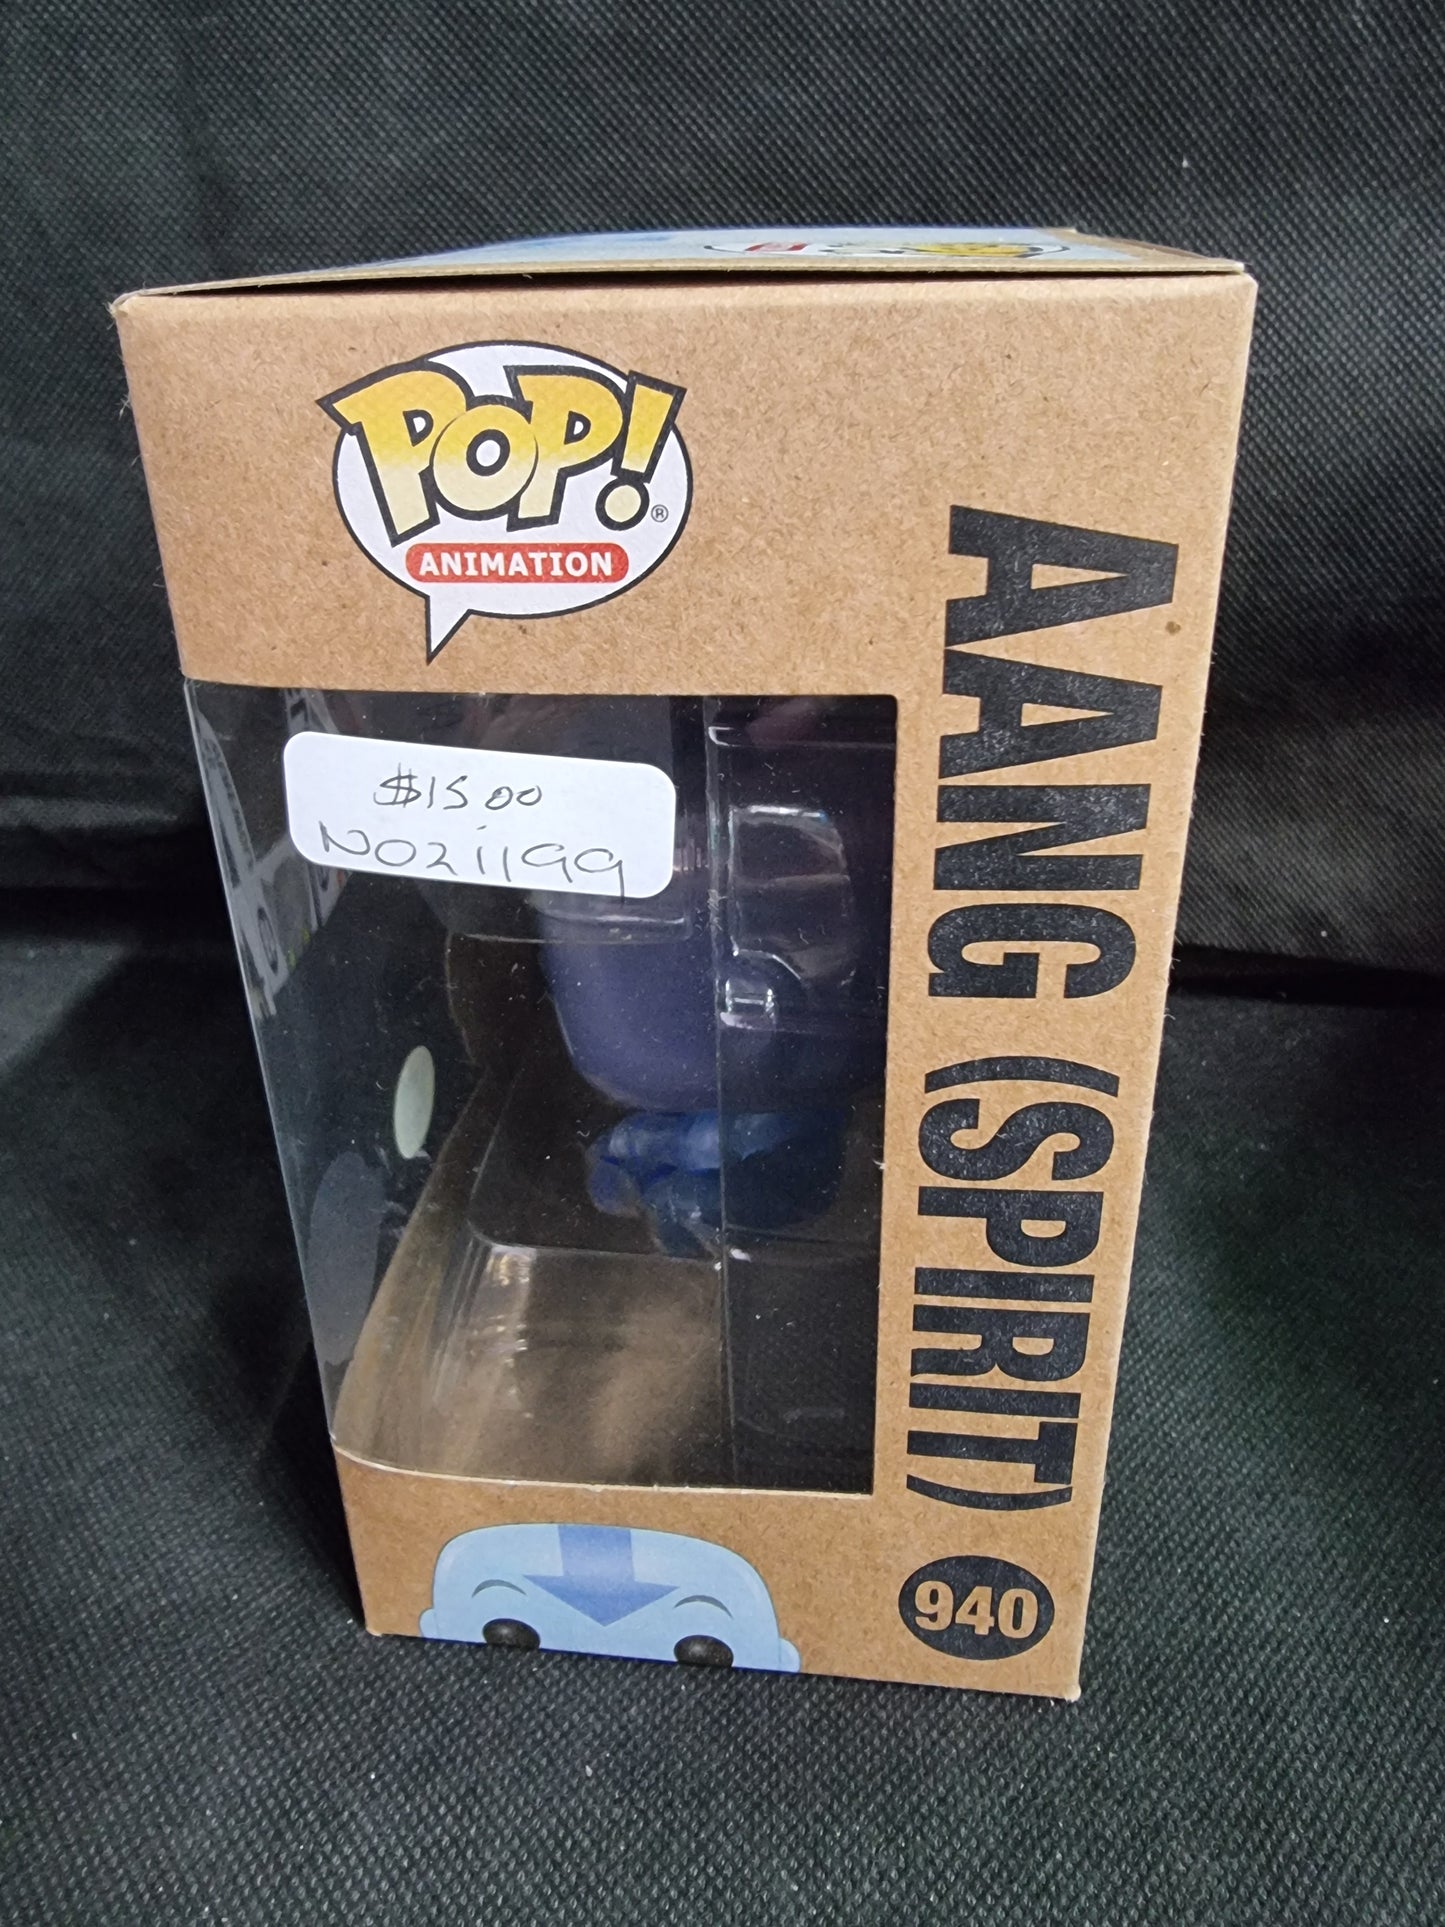 POP!®
ANIMATION
$15 00
NO21199
AANG (SPIRIT)
940